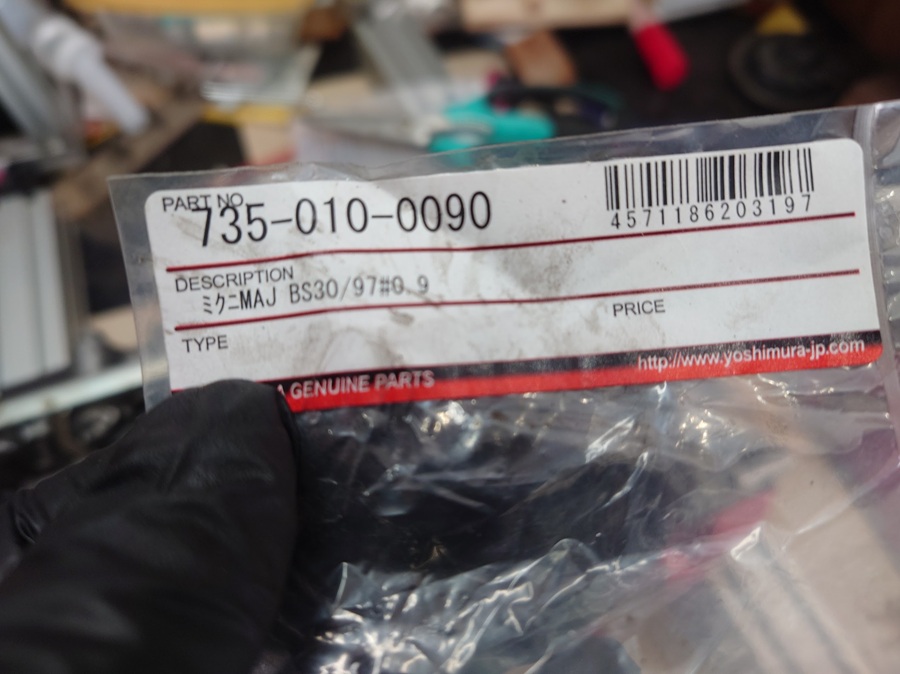 PART NO
735-010-0090
4571186203197
DESCRIPTION
ミクニMAJ BS30/97#0.9
PRICE
TYPE
http://www.yoshimura-jp.com
GENUINE PARTS